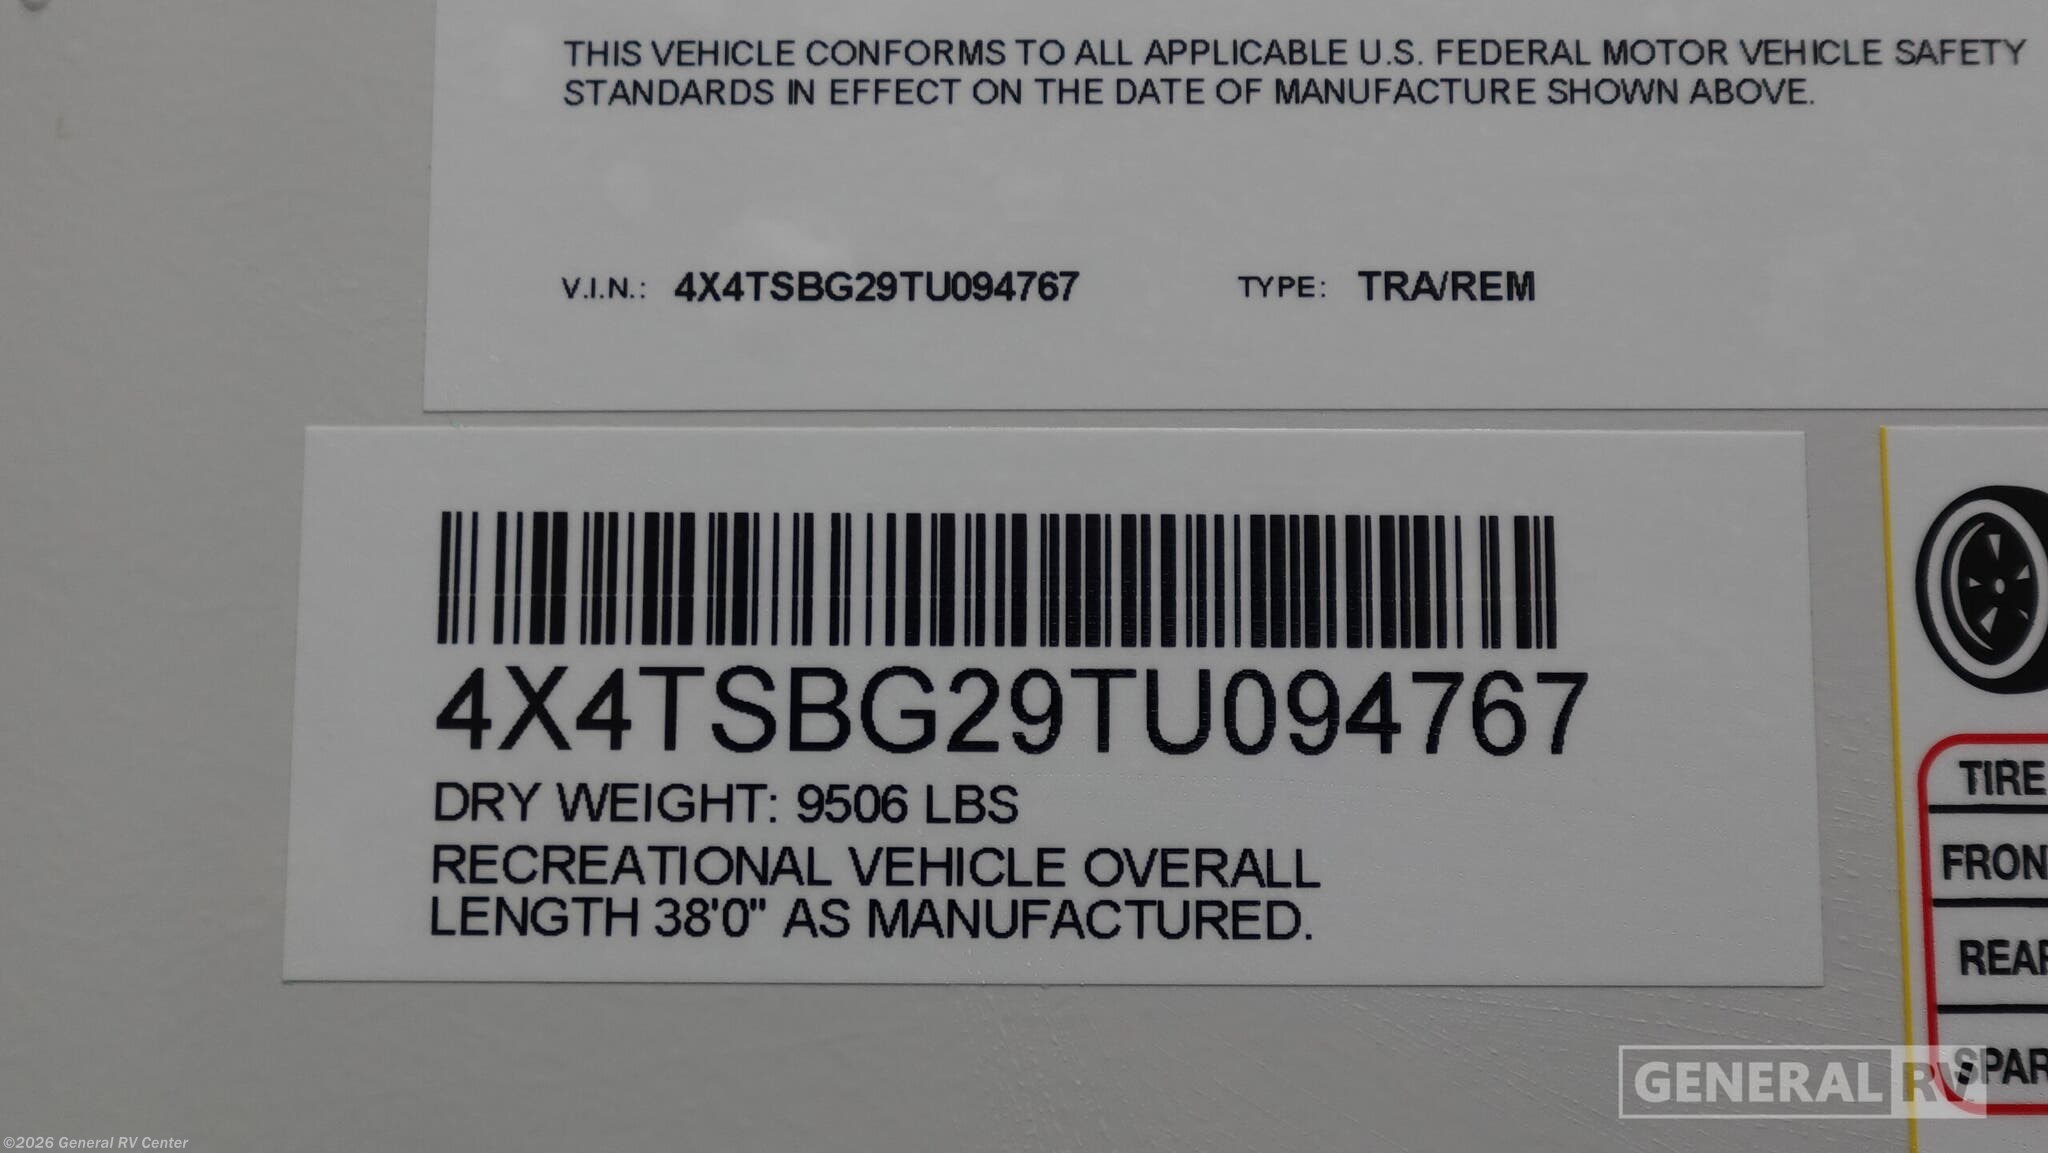 THIS VEHICLE CONFORMS TO ALL APPLICABLE U.S. FEDERAL MOTOR VEHICLE SAFETY
STANDARDS IN EFFECT ON THE DATE OF MANUFACTURE SHOWN ABOVE.
V.I.N.: 4X4TSBG29TU094767 TYPE: TRA/REM
4X4TSBG29TU094767
DRY WEIGHT: 9506 LBS
RECREATIONAL VEHICLE OVERALL
LENGTH 38'0" AS MANUFACTURED.
TIRE
FRON
REAR
SPAR
GENERAL RV
©2026 General RV Center